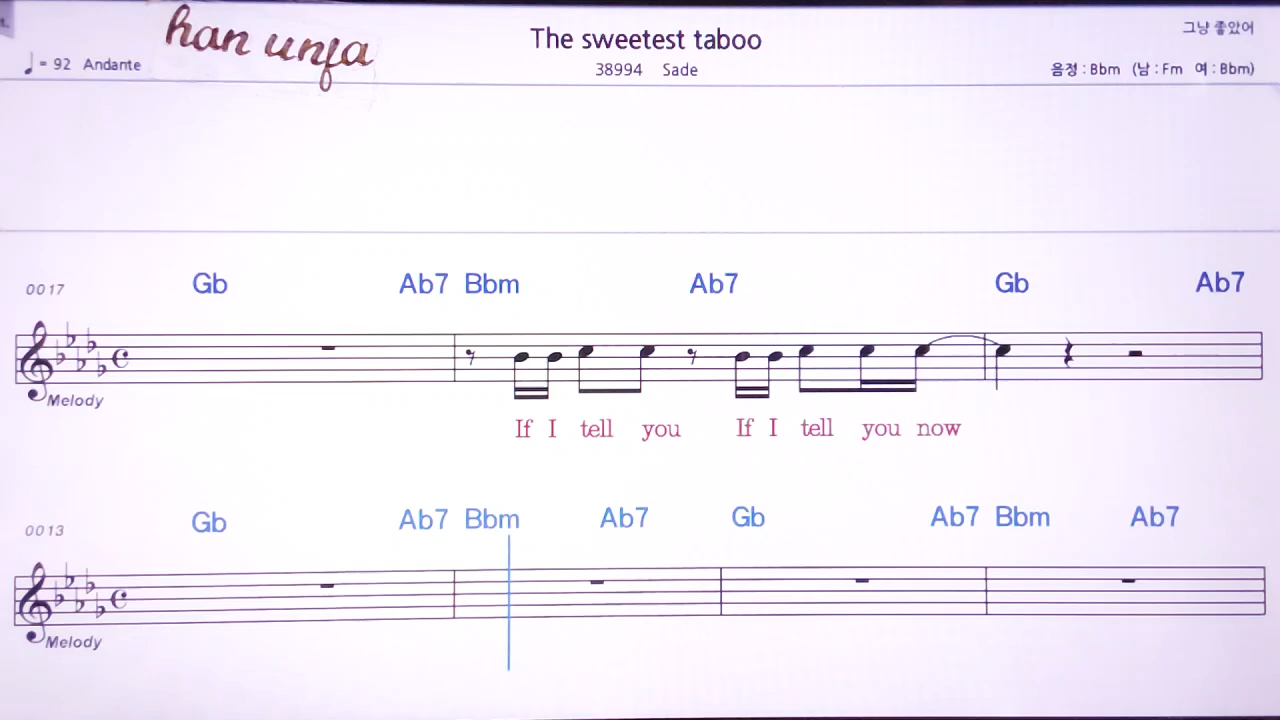 han unfa
The sweetest taboo
그냥 좋았어
♩= 92 Andante
38994 Sade
음정 : Bbm (남 : Fm 여 : Bbm)
0017 Gb Ab7 Bbm Ab7 Gb Ab7
Melody
If I tell you If I tell you now
0013 Gb Ab7 Bbm Ab7 Gb Ab7 Bbm Ab7
Melody